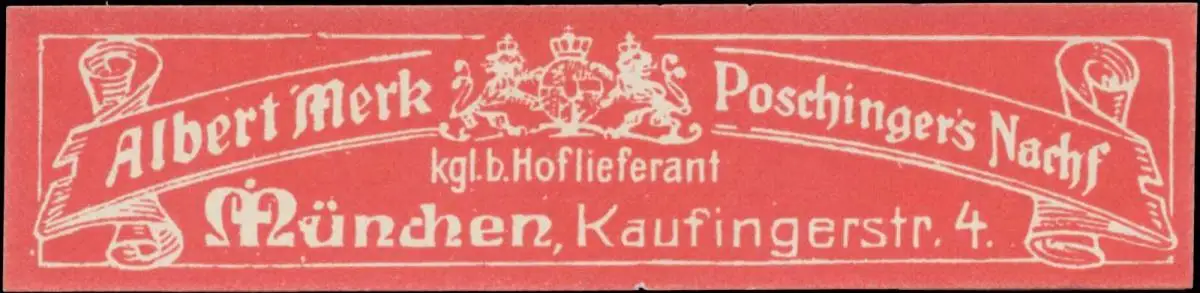 Albert Merk Poschinger's Nachf
kgl. b. Hoflieferant
München, Kaufingerstr. 4.